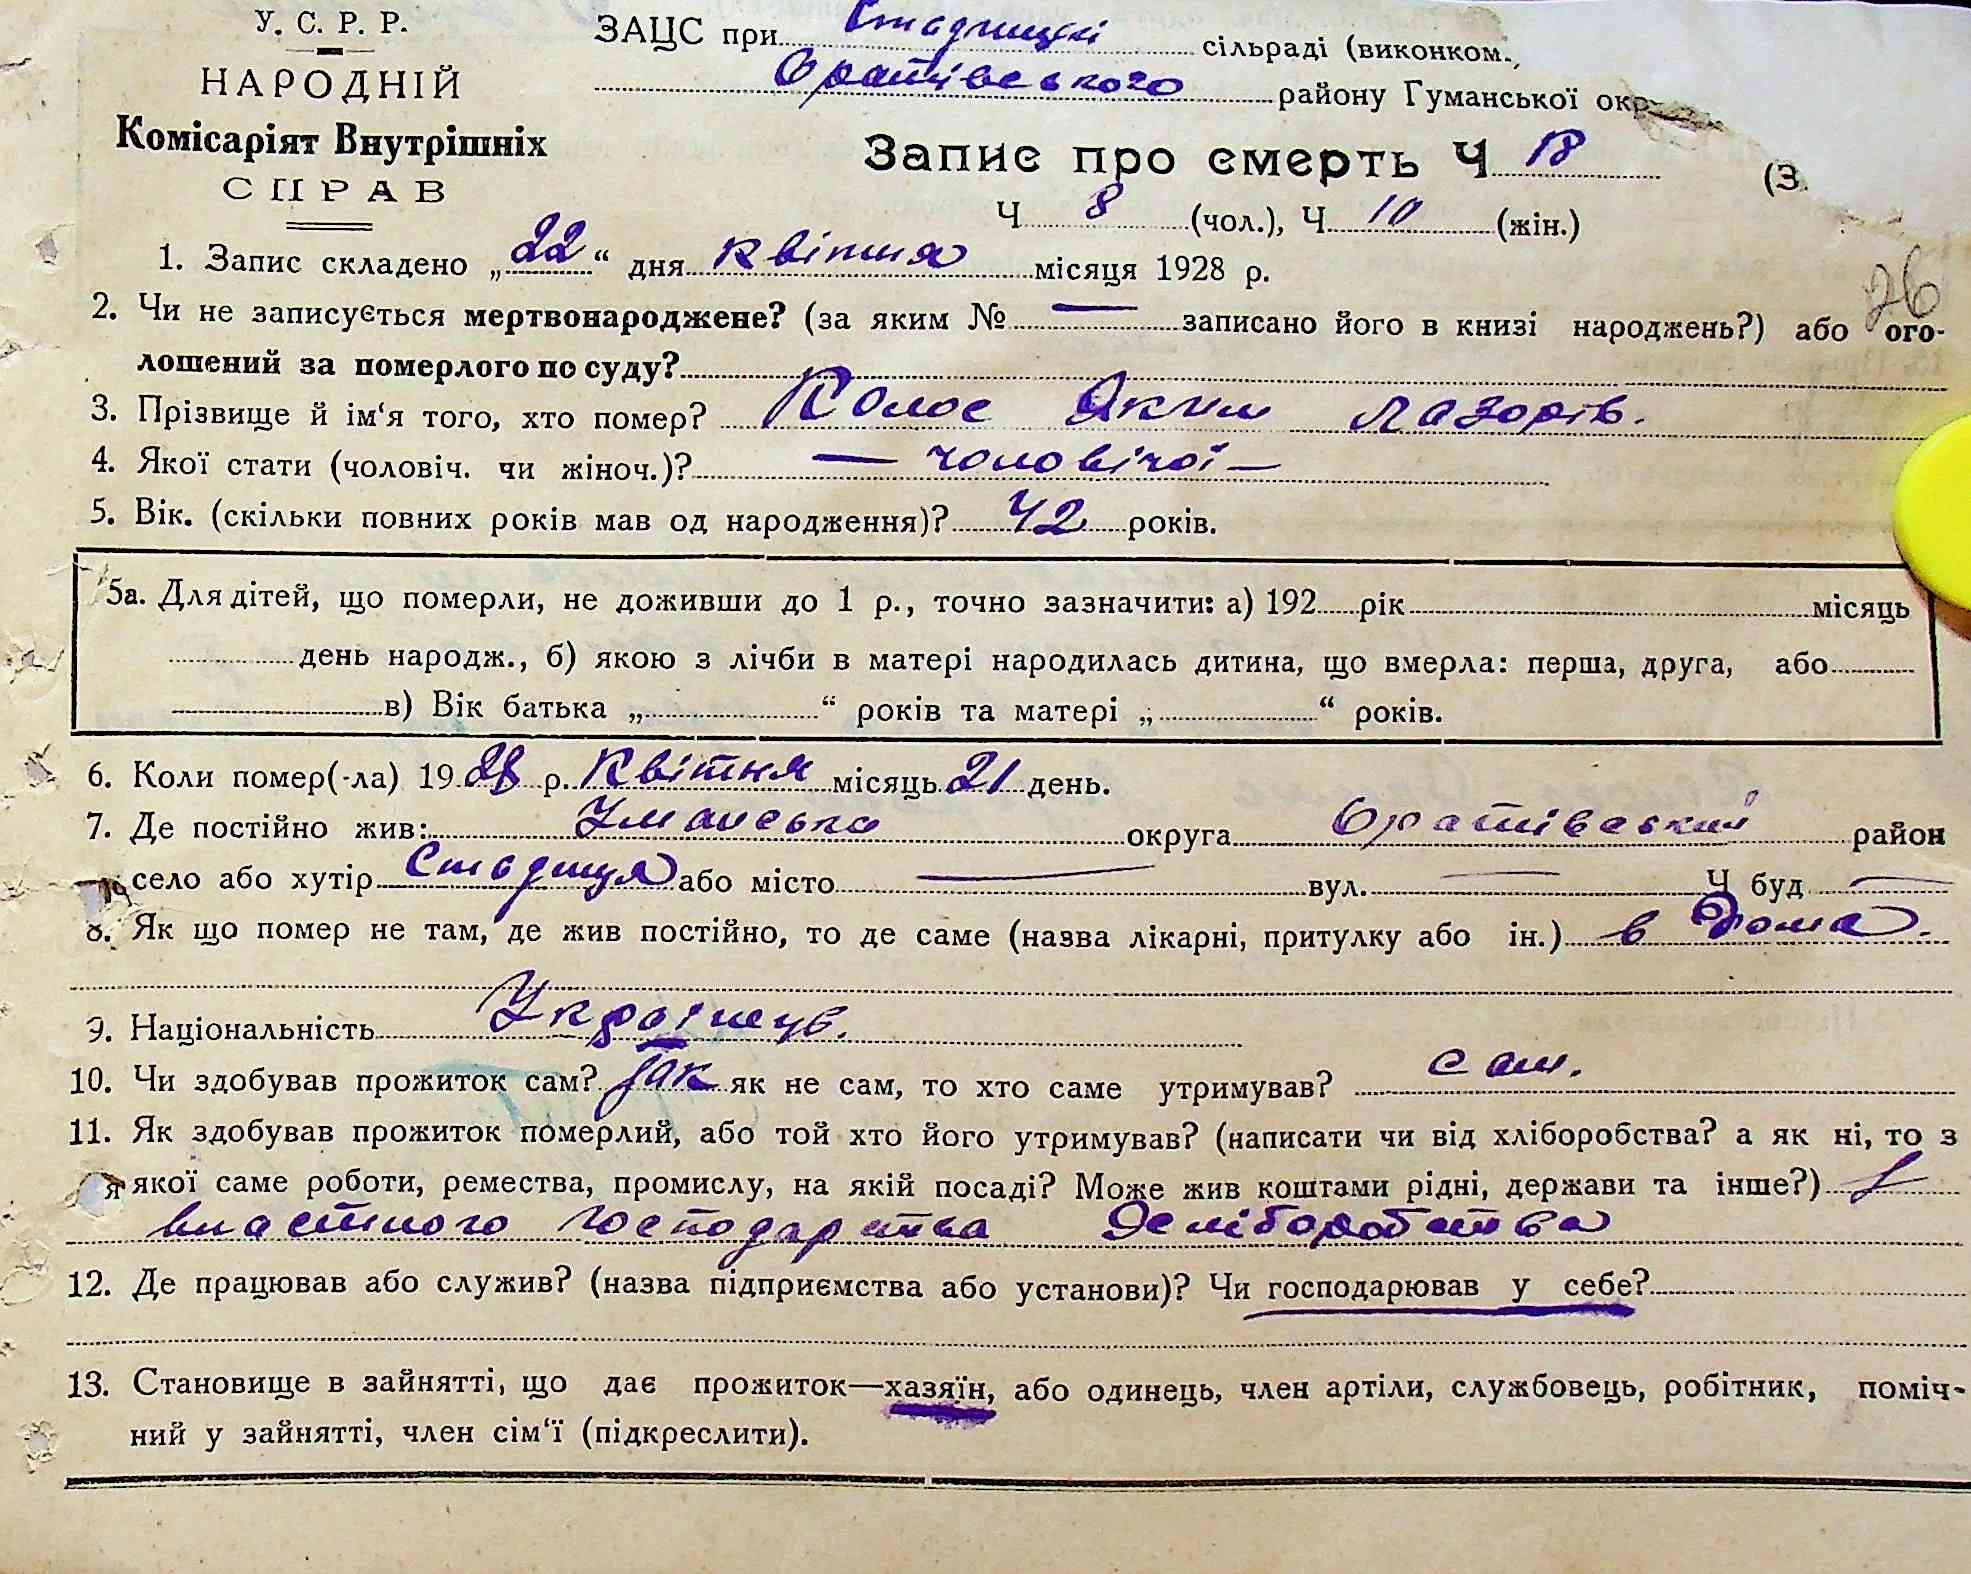 У. С. Р. Р.
НАРОДНІЙ
Комісаріят Внутрішніх
СПРАВ
ЗАЦС при Стадницькі сільраді (виконком.,
Оратівського району Гуманської окр
Запис про смерть Ч 18
(З.
Ч 8 (чол.), Ч. 10 (жін.)
26
1. Запис складено „22“ дня квітня місяця 1928 р.
2. Чи не записується мертвонароджене? (за яким № — записано його в книзі народжень?) або ого-
лошений за померлого по суду?
3. Прізвище й ім‘я того, хто помер? Колос Яким Лазорів.
4. Якої стати (чоловіч. чи жіноч.)? — чоловічої —
5. Вік. (скільки повних років мав од народження)? 42 років.
5а. Для дітей, що померли, не доживши до 1 р., точно зазначити: а) 192 рік місяць
день народж., б) якою з лічби в матері народилась дитина, що вмерла: перша, друга, або
в) Вік батька „ “ років та матері „ “ років.
6. Коли помер(-ла) 1928 р. Квітня місяць 21 день.
7. Де постійно жив: Уманська округа Оратівський район
село або хутір Стадниця або місто — вул. — Ч буд —
8. Як що помер не там, де жив постійно, то де саме (назва лікарні, притулку або ін.) в дома.
9. Національність Українець.
10. Чи здобував прожиток сам? так як не сам, то хто саме утримував? сам.
11. Як здобував прожиток померлий, або той хто його утримував? (написати чи від хліборобства? а як ні, то з
якої саме роботи, ремества, промислу, на якій посаді? Може жив коштами рідні, держави та інше?) з
власного господарства хліборобства
12. Де працював або служив? (назва підприємства або установи)? Чи господарював у себе?
13. Становище в зайнятті, що дає прожиток—хазяїн, або одинець, член артіли, службовець, робітник, поміч-
ний у зайнятті, член сім‘ї (підкреслити).